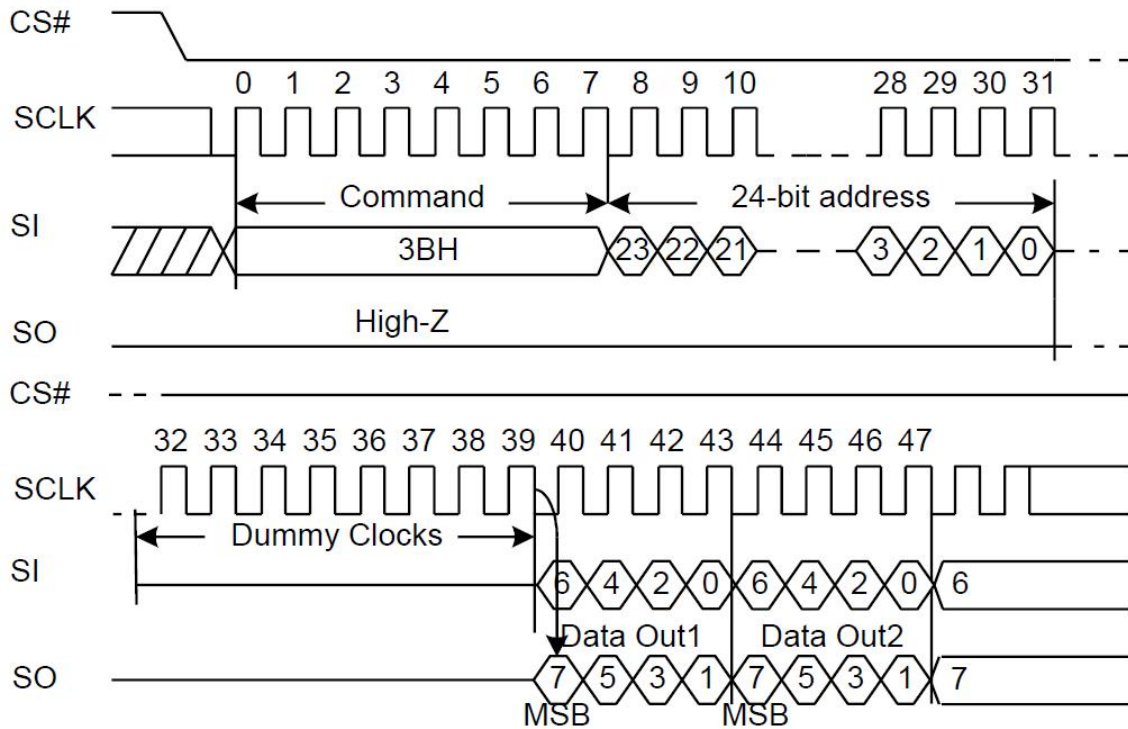 CS#
0 1 2 3 4 5 6 7 8 9 10 28 29 30 31
SCLK
Command 24-bit address
SI
3BH 23 22 21 3 2 1 0
High-Z
SO
CS#
32 33 34 35 36 37 38 39 40 41 42 43 44 45 46 47
SCLK
Dummy Clocks
SI
6 4 2 0 6 4 2 0 6
Data Out1 Data Out2
SO
7 5 3 1 7 5 3 1 7
MSB MSB